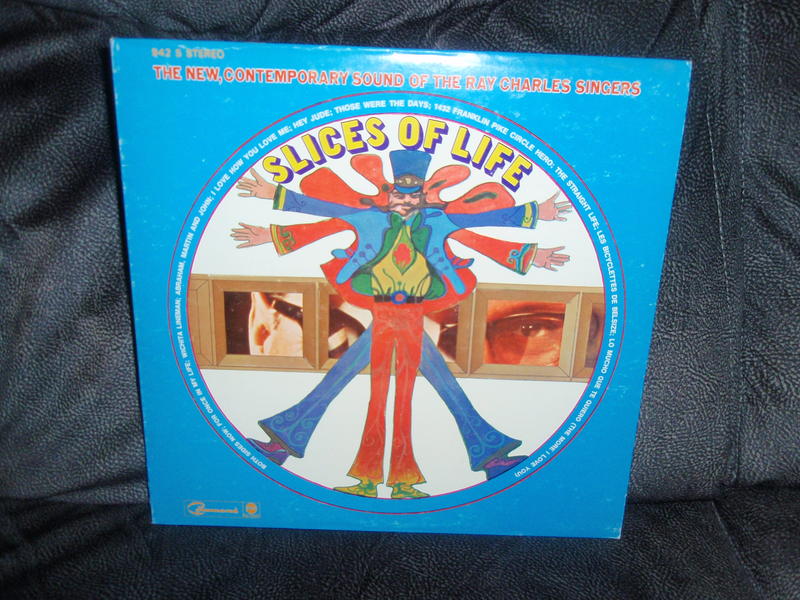 942 S STEREO
THE NEW, CONTEMPORARY SOUND OF THE RAY CHARLES SINGERS
BOTH SIDES NOW; FOR ONCE IN MY LIFE; WICHITA LINEMAN; ABRAHAM, MARTIN AND JOHN; I LOVE HOW YOU LOVE ME; HEY JUDE; THOSE WERE THE DAYS; 1432 FRANKLIN PIKE CIRCLE HERO; THE STRAIGHT LIFE; LES BICYCLETTES DE BELSIZE; LO MUCHO QUE TE QUIERO (THE MORE I LOVE YOU)
SLICES OF LIFE
Command